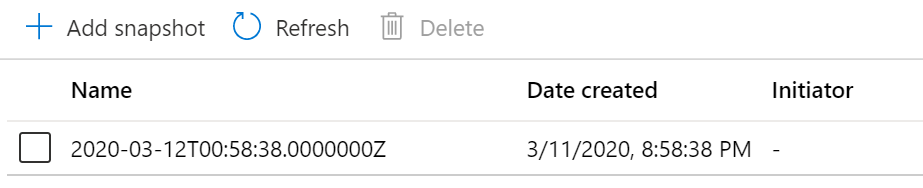 Add snapshot Refresh Delete
Name Date created Initiator
2020-03-12T00:58:38.0000000Z 3/11/2020, 8:58:38 PM -